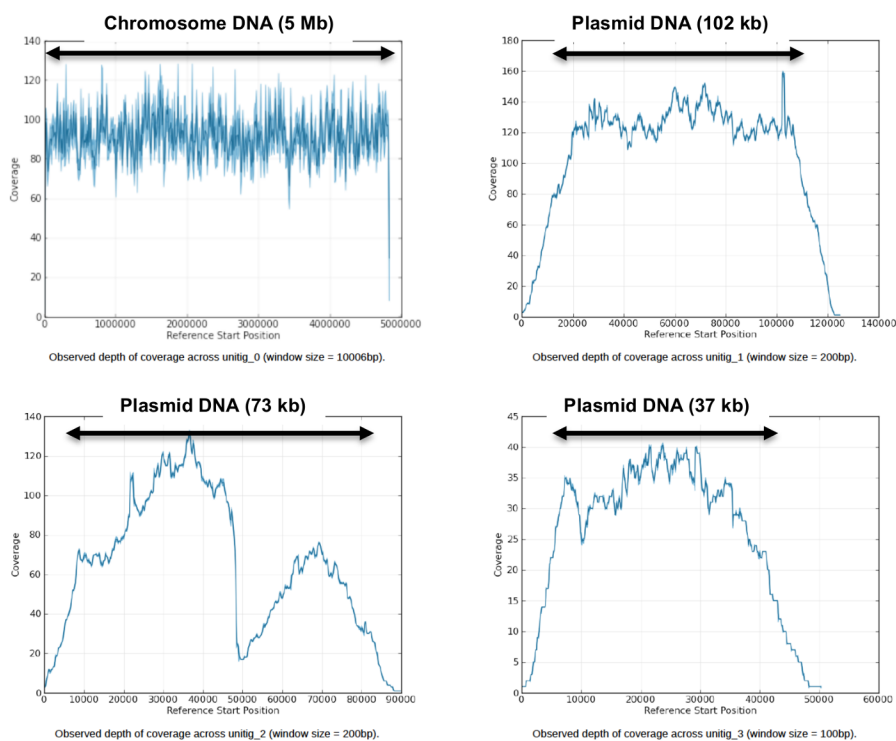 Chromosome DNA (5 Mb)
140
120
100
80
60
40
20
0
Coverage
0 1000000 2000000 3000000 4000000 5000000
Reference Start Position
Observed depth of coverage across unitig_0 (window size = 10006bp).
Plasmid DNA (102 kb)
180
160
140
120
100
80
60
40
20
0
Coverage
0 20000 40000 60000 80000 100000 120000 140000
Reference Start Position
Observed depth of coverage across unitig_1 (window size = 200bp).
Plasmid DNA (73 kb)
140
120
100
80
60
40
20
0
Coverage
0 10000 20000 30000 40000 50000 60000 70000 80000 90000
Reference Start Position
Observed depth of coverage across unitig_2 (window size = 200bp).
Plasmid DNA (37 kb)
45
40
35
30
25
20
15
10
5
0
Coverage
0 10000 20000 30000 40000 50000 60000
Reference Start Position
Observed depth of coverage across unitig_3 (window size = 100bp).